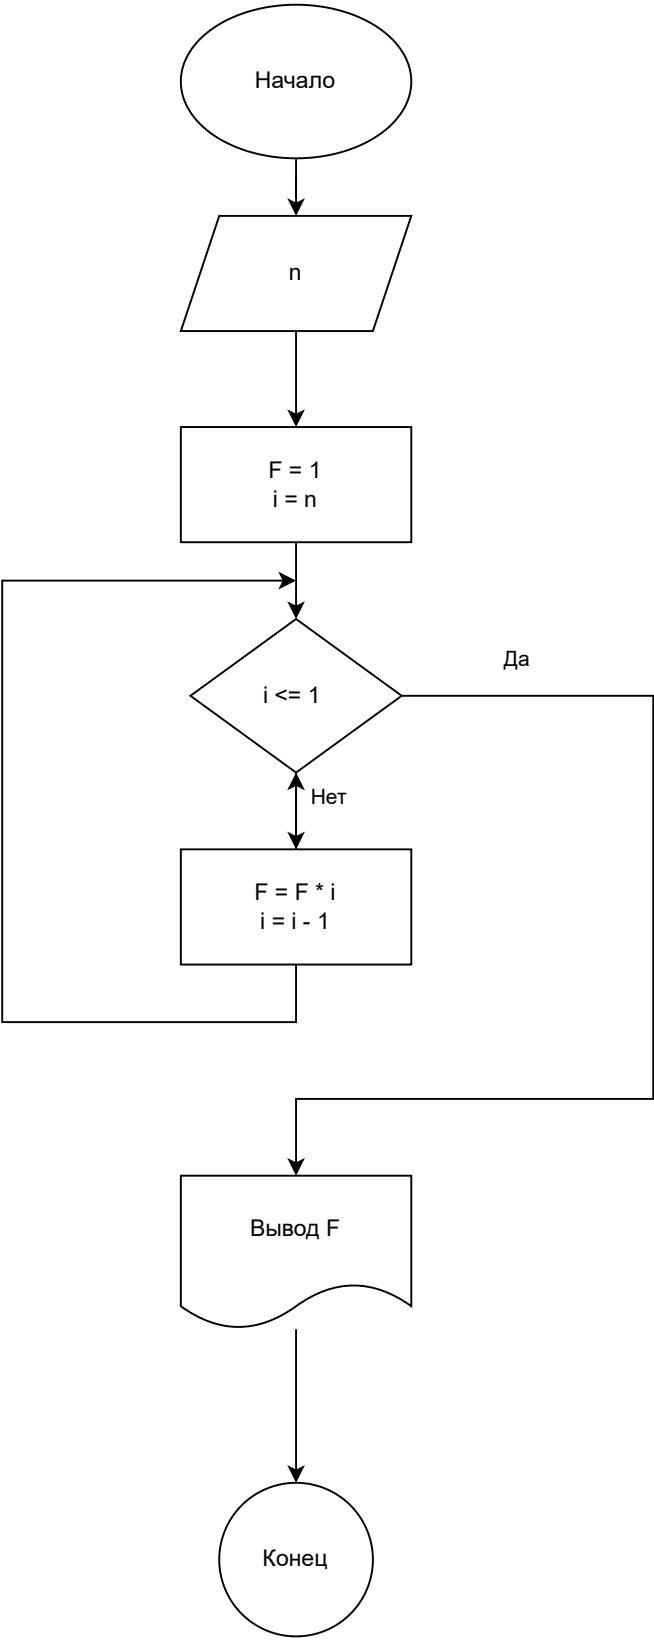 Начало
n
F = 1
i = n
i <= 1
Да
Нет
F = F * i
i = i - 1
Вывод F
Конец